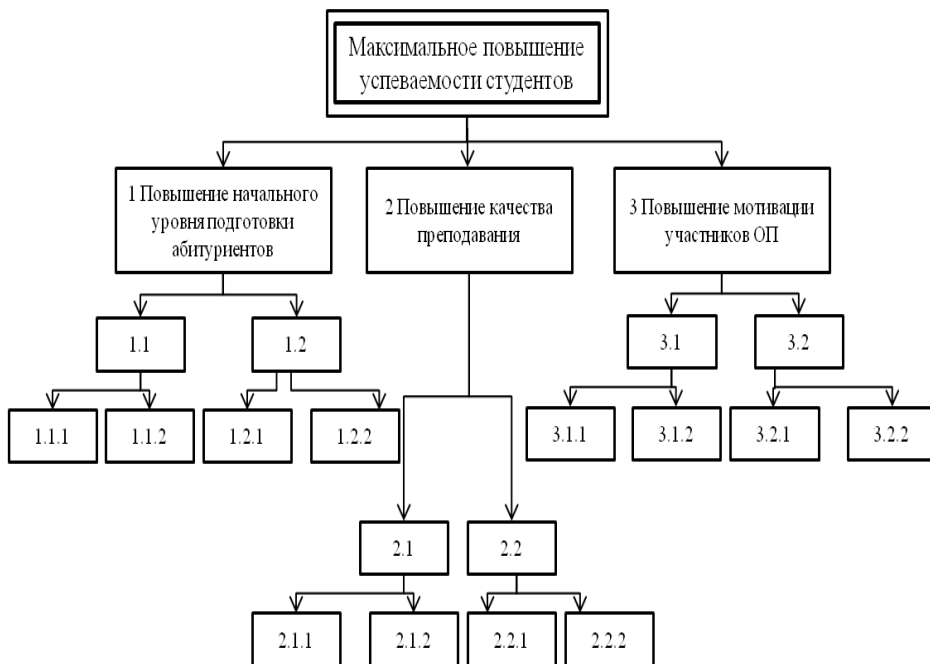 Максимальное повышение
успеваемости студентов
1 Повышение начального
уровня подготовки
абитуриентов
2 Повышение качества
преподавания
3 Повышение мотивации
участников ОП
1.1
1.2
3.1
3.2
1.1.1
1.1.2
1.2.1
1.2.2
3.1.1
3.1.2
3.2.1
3.2.2
2.1
2.2
2.1.1
2.1.2
2.2.1
2.2.2